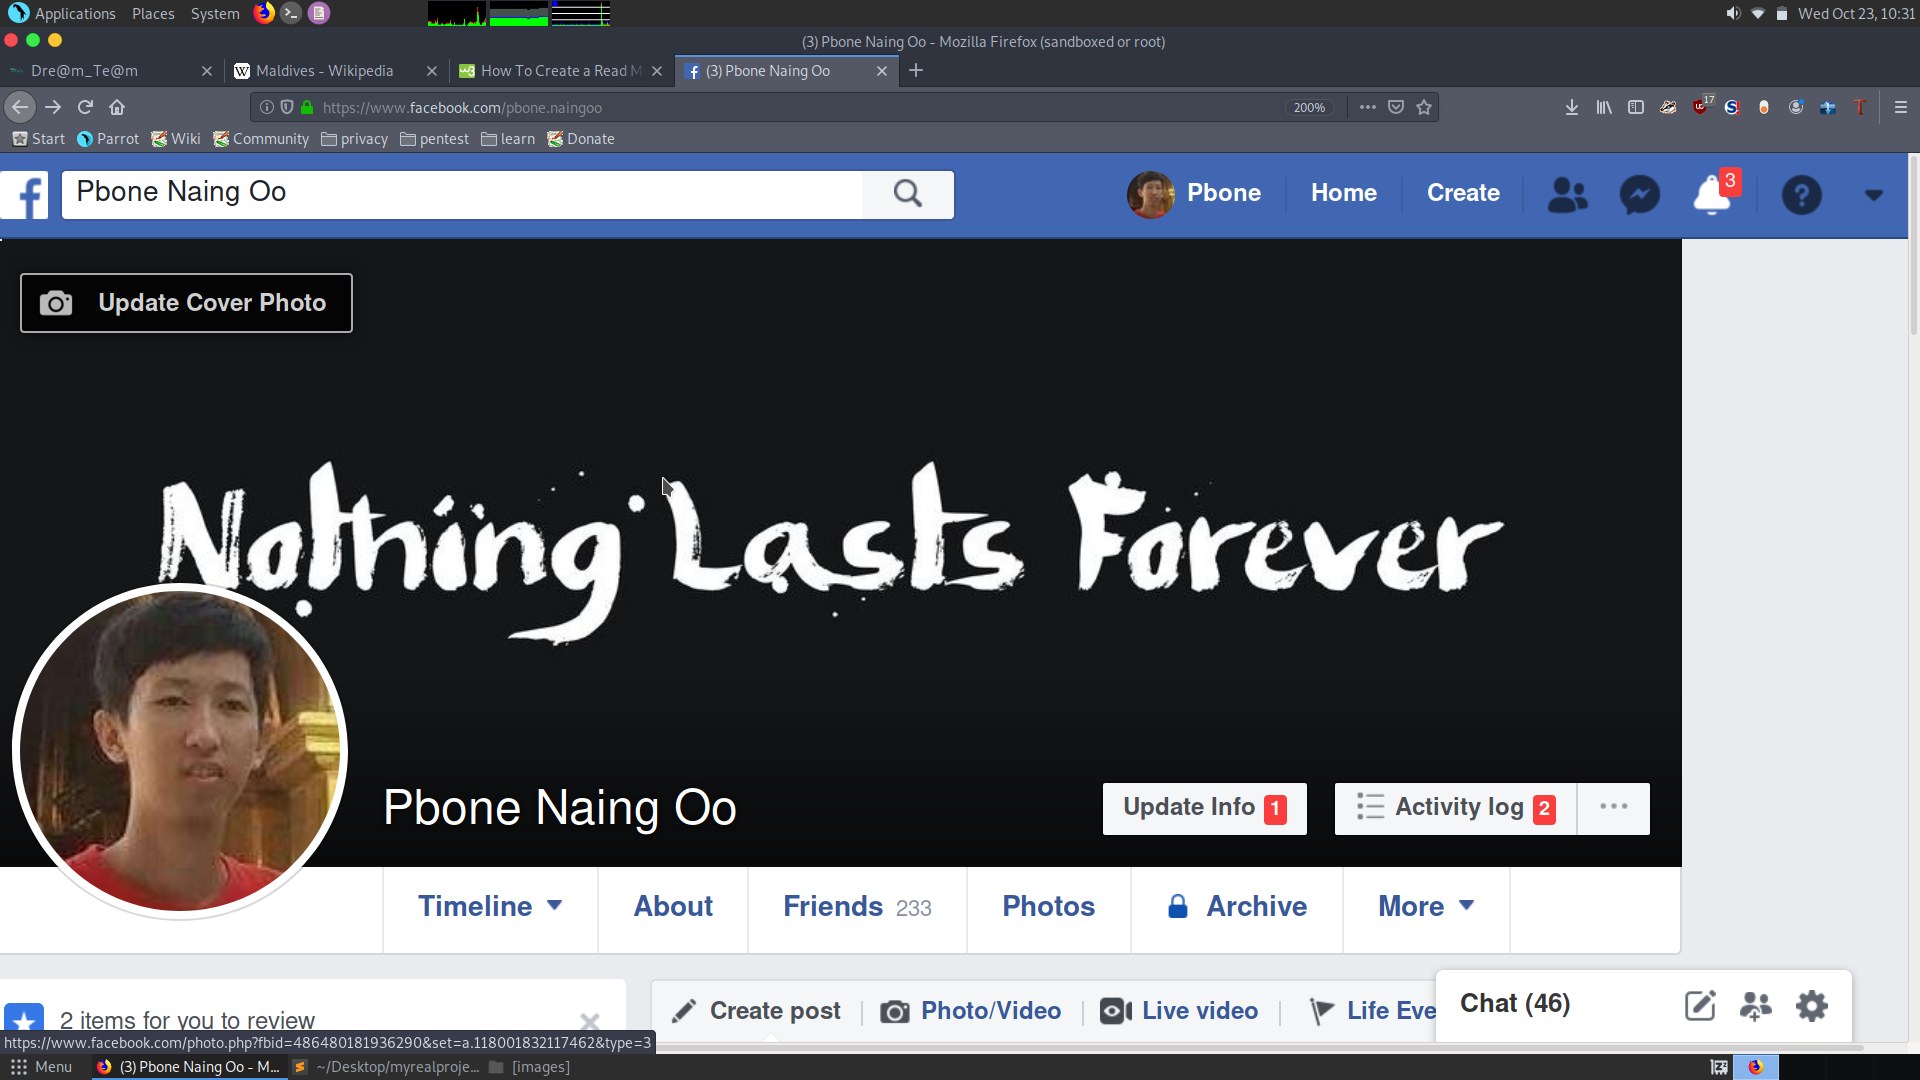 Applications Places System
Wed Oct 23, 10:31
(3) Pbone Naing Oo - Mozilla Firefox (sandboxed or root)
Dre@m_Te@m
Maldives - Wikipedia
How To Create a Read M
(3) Pbone Naing Oo
https://www.facebook.com/pbone.naingoo
200%
17
Start Parrot Wiki Community privacy pentest learn Donate
Pbone Naing Oo
Pbone Home Create
3
Update Cover Photo
Nothing Lasts Forever
Pbone Naing Oo
Update Info 1
Activity log 2
Timeline About Friends 233 Photos Archive More
2 items for you to review
Create post Photo/Video Live video Life Eve
Chat (46)
https://www.facebook.com/photo.php?fbid=486480181936290&set=a.118001832117462&type=3
Menu
(3) Pbone Naing Oo - M...
~/Desktop/myrealproje...
[images]